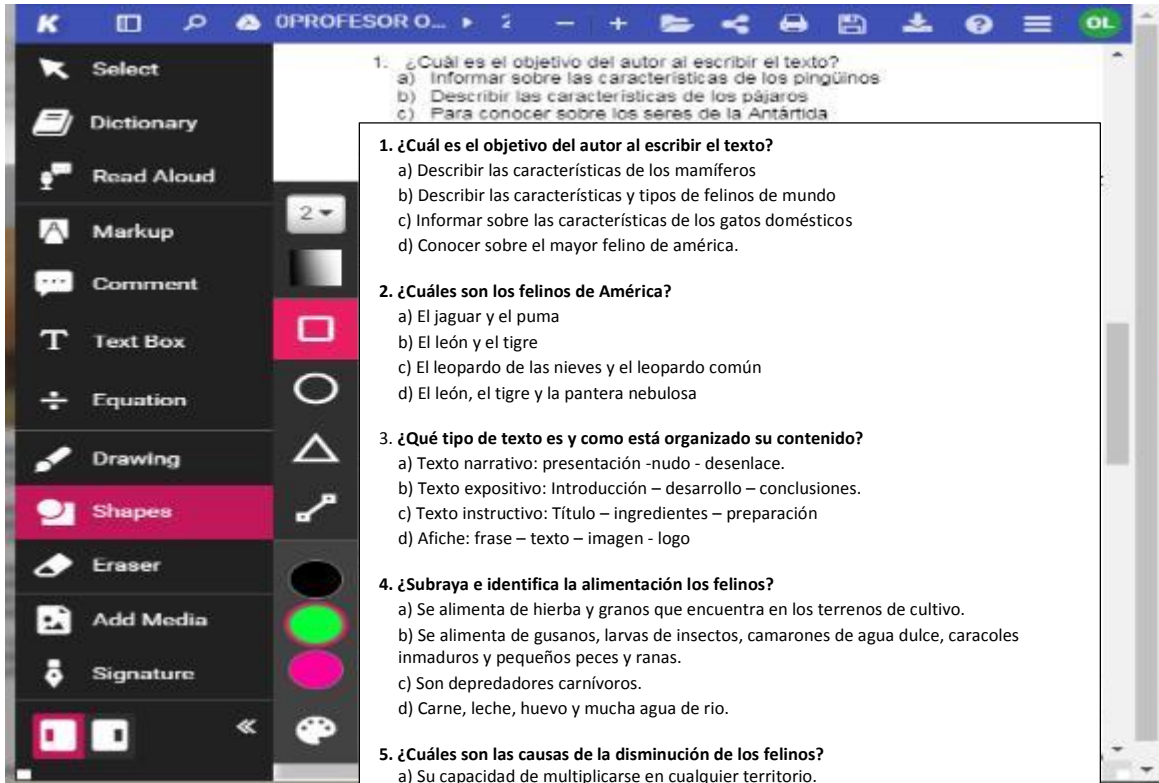 K
0PROFESOR O...
2
OL
Select
Dictionary
Read Aloud
Markup
Comment
Text Box
Equation
Drawing
Shapes
Eraser
Add Media
Signature
2
1. ¿Cuál es el objetivo del autor al escribir el texto?
a) Informar sobre las características de los pingüinos
b) Describir las características de los pájaros
c) Para conocer sobre los seres de la Antártida
1. ¿Cuál es el objetivo del autor al escribir el texto?
a) Describir las características de los mamíferos
b) Describir las características y tipos de felinos de mundo
c) Informar sobre las características de los gatos domésticos
d) Conocer sobre el mayor felino de américa.
2. ¿Cuáles son los felinos de América?
a) El jaguar y el puma
b) El león y el tigre
c) El leopardo de las nieves y el leopardo común
d) El león, el tigre y la pantera nebulosa
3. ¿Qué tipo de texto es y como está organizado su contenido?
a) Texto narrativo: presentación -nudo - desenlace.
b) Texto expositivo: Introducción – desarrollo – conclusiones.
c) Texto instructivo: Título – ingredientes – preparación
d) Afiche: frase – texto – imagen - logo
4. ¿Subraya e identifica la alimentación los felinos?
a) Se alimenta de hierba y granos que encuentra en los terrenos de cultivo.
b) Se alimenta de gusanos, larvas de insectos, camarones de agua dulce, caracoles
inmaduros y pequeños peces y ranas.
c) Son depredadores carnívoros.
d) Carne, leche, huevo y mucha agua de rio.
5. ¿Cuáles son las causas de la disminución de los felinos?
a) Su capacidad de multiplicarse en cualquier territorio.